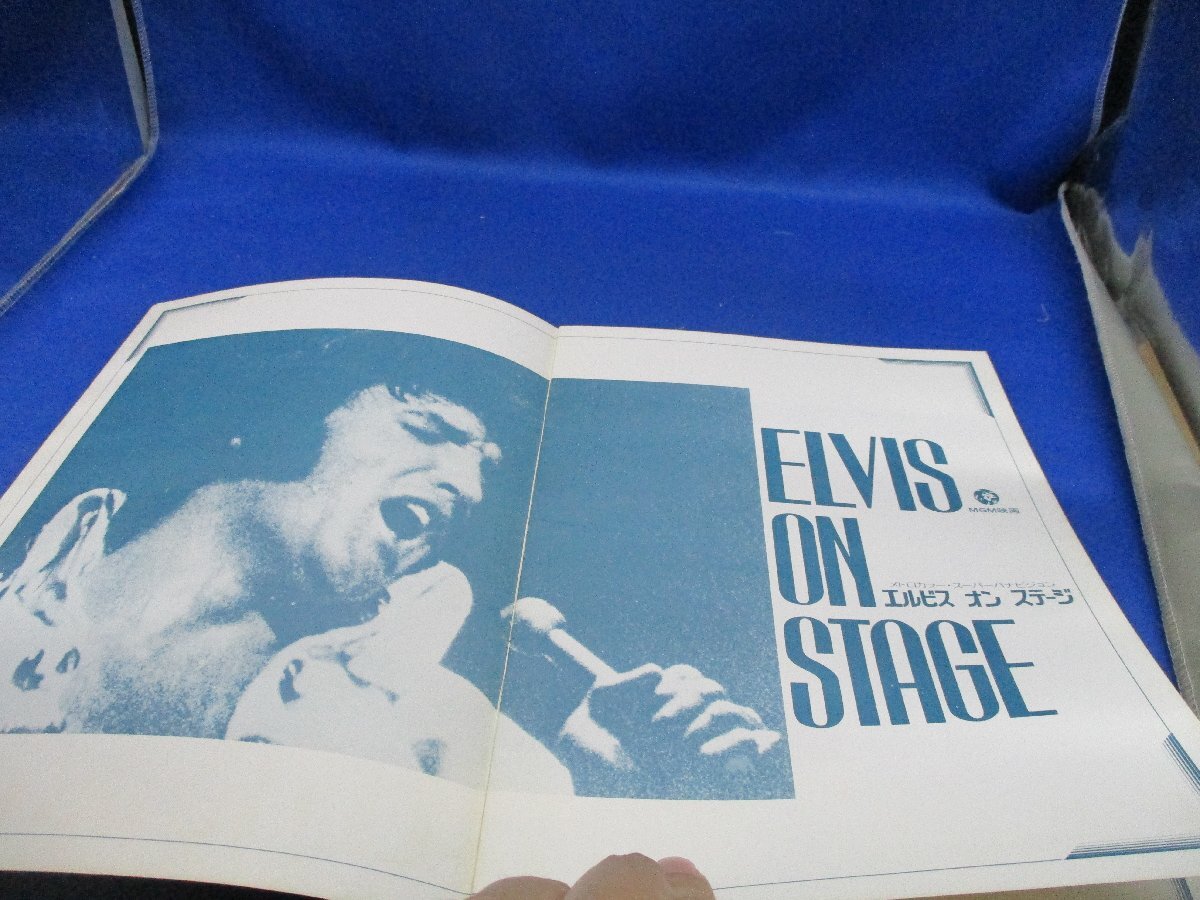 ELVIS
MGM映画
ON
メトロカラー・スーパーパナビジョン
エルビス オン ステージ
STAGE